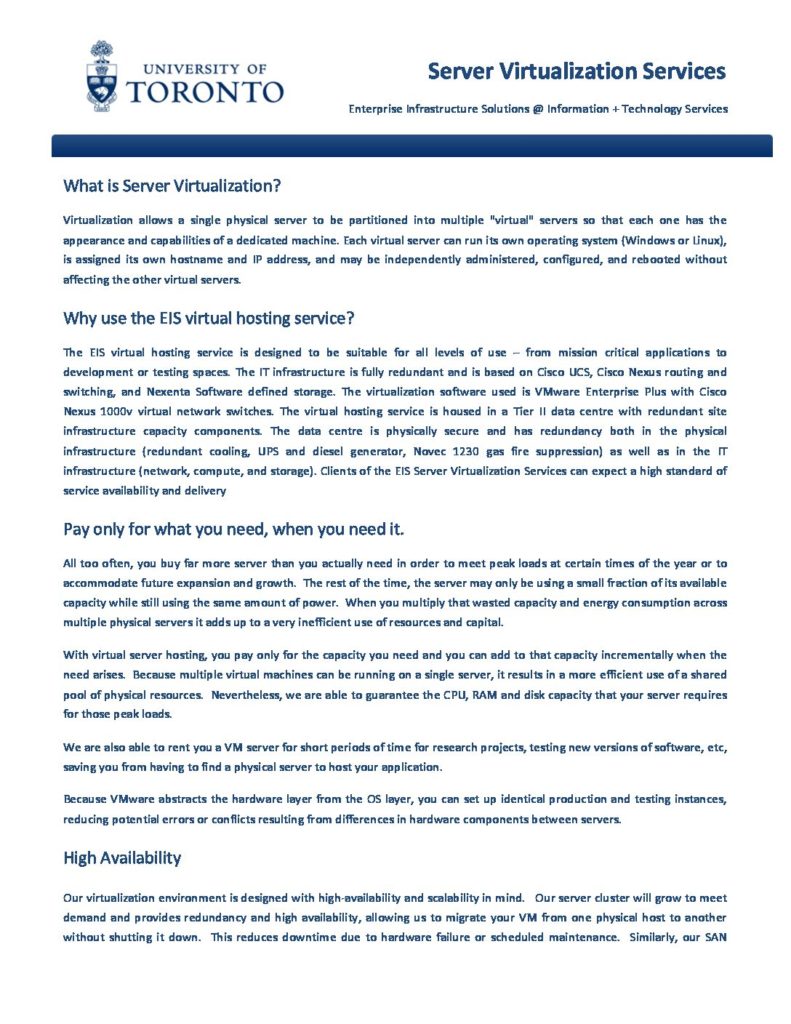 UNIVERSITY OF
TORONTO
Server Virtualization Services
Enterprise Infrastructure Solutions @ Information + Technology Services
What is Server Virtualization?
Virtualization allows a single physical server to be partitioned into multiple "virtual" servers so that each one has the
appearance and capabilities of a dedicated machine. Each virtual server can run its own operating system (Windows or Linux),
is assigned its own hostname and IP address, and may be independently administered, configured, and rebooted without
affecting the other virtual servers.
Why use the EIS virtual hosting service?
The EIS virtual hosting service is designed to be suitable for all levels of use – from mission critical applications to
development or testing spaces. The IT infrastructure is fully redundant and is based on Cisco UCS, Cisco Nexus routing and
switching, and Nexenta Software defined storage. The virtualization software used is VMware Enterprise Plus with Cisco
Nexus 1000v virtual network switches. The virtual hosting service is housed in a Tier II data centre with redundant site
infrastructure capacity components. The data centre is physically secure and has redundancy both in the physical
infrastructure (redundant cooling, UPS and diesel generator, Novec 1230 gas fire suppression) as well as in the IT
infrastructure (network, compute, and storage). Clients of the EIS Server Virtualization Services can expect a high standard of
service availability and delivery
Pay only for what you need, when you need it.
All too often, you buy far more server than you actually need in order to meet peak loads at certain times of the year or to
accommodate future expansion and growth. The rest of the time, the server may only be using a small fraction of its available
capacity while still using the same amount of power. When you multiply that wasted capacity and energy consumption across
multiple physical servers it adds up to a very inefficient use of resources and capital.
With virtual server hosting, you pay only for the capacity you need and you can add to that capacity incrementally when the
need arises. Because multiple virtual machines can be running on a single server, it results in a more efficient use of a shared
pool of physical resources. Nevertheless, we are able to guarantee the CPU, RAM and disk capacity that your server requires
for those peak loads.
We are also able to rent you a VM server for short periods of time for research projects, testing new versions of software, etc,
saving you from having to find a physical server to host your application.
Because VMware abstracts the hardware layer from the OS layer, you can set up identical production and testing instances,
reducing potential errors or conflicts resulting from differences in hardware components between servers.
High Availability
Our virtualization environment is designed with high-availability and scalability in mind. Our server cluster will grow to meet
demand and provides redundancy and high availability, allowing us to migrate your VM from one physical host to another
without shutting it down. This reduces downtime due to hardware failure or scheduled maintenance. Similarly, our SAN